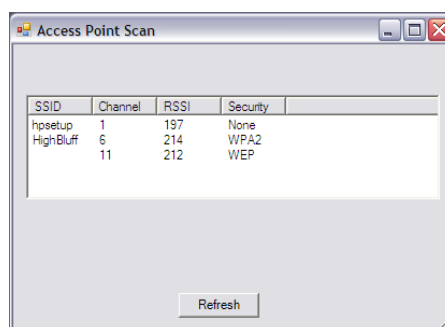 Access Point Scan
SSID Channel RSSI Security
hpsetup 1 197 None
HighBluff 6 214 WPA2
11 212 WEP
Refresh